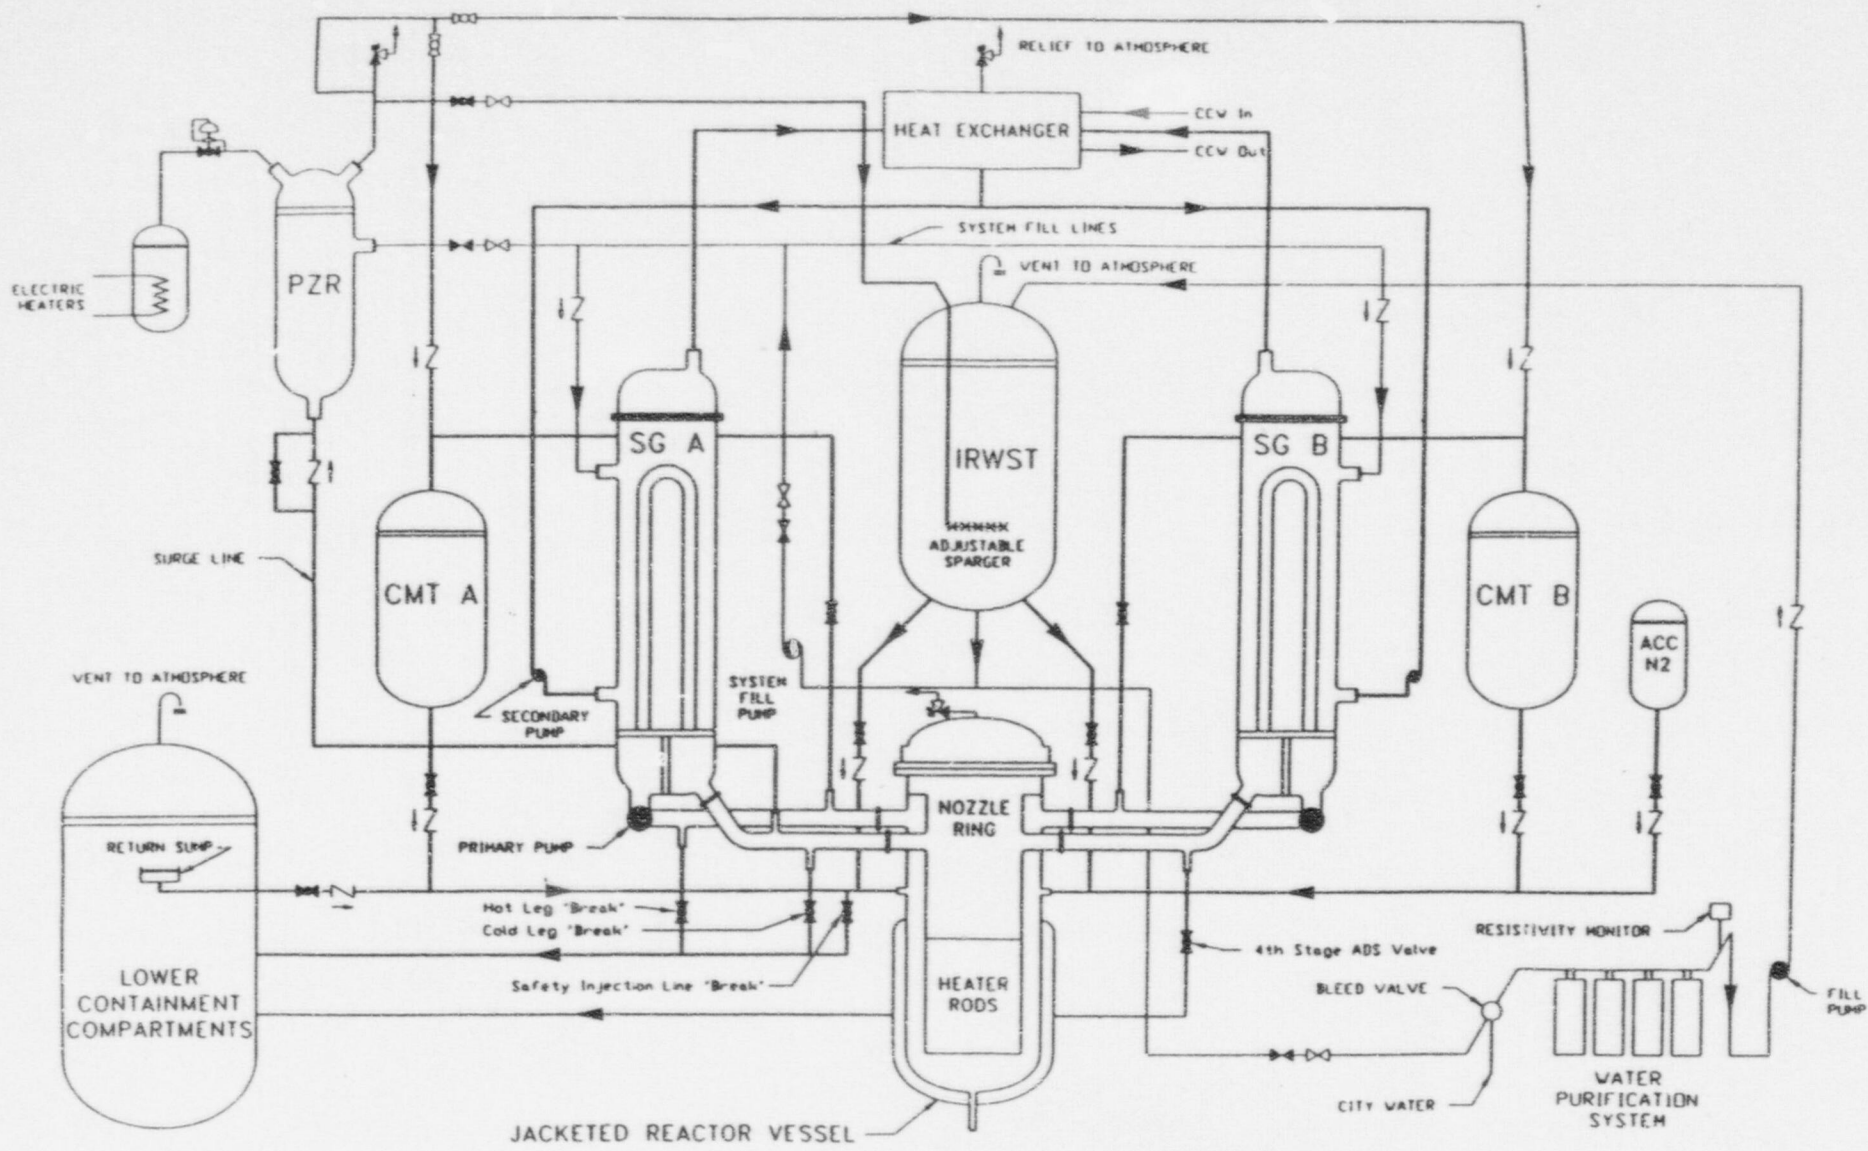 RELIEF TO ATMOSPHERE
CCW In
HEAT EXCHANGER
CCW Out
SYSTEM FILL LINES
VENT TO ATMOSPHERE
ELECTRIC
HEATERS
PZR
SG A
IRWST
SG B
ADJUSTABLE
SPARGER
SURGE LINE
CMT A
CMT B
ACC
N2
VENT TO ATMOSPHERE
SYSTEM
FILL
PUMP
SECONDARY
PUMP
NOZZLE
RING
RETURN SUMP
PRIMARY PUMP
Hot Leg "Break"
Cold Leg "Break"
RESISTIVITY MONITOR
4th Stage ADS Valve
LOWER
CONTAINMENT
COMPARTMENTS
Safety Injection Line "Break"
HEATER
RODS
BLEED VALVE
FILL
PUMP
WATER
PURIFICATION
SYSTEM
CITY WATER
JACKETED REACTOR VESSEL